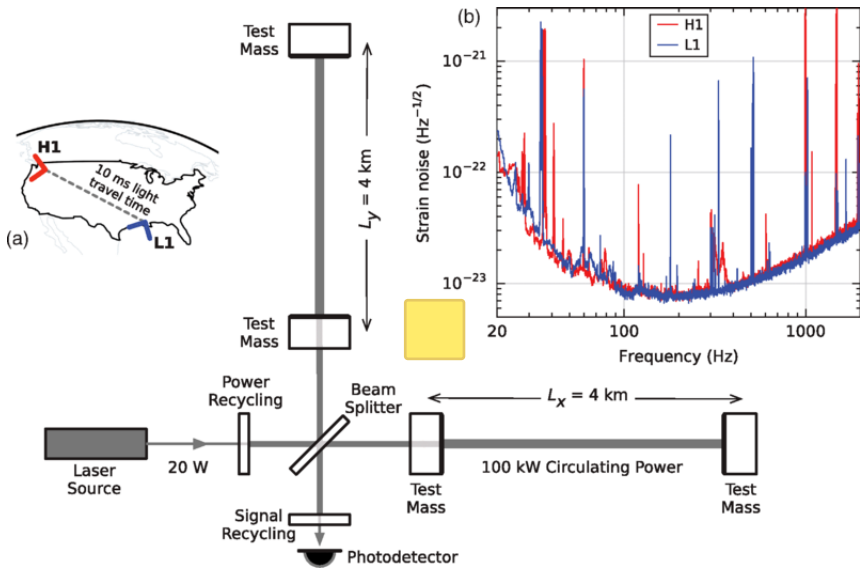 (a)
H1
10 ms light
travel time
L1
Test
Mass
L_y = 4 km
Test
Mass
Power
Recycling
Beam
Splitter
Laser
Source
20 W
L_x = 4 km
100 kW Circulating Power
Test
Mass
Test
Mass
Signal
Recycling
Photodetector
(b)
H1
L1
Strain noise (Hz^{-1/2})
10^{-21}
10^{-22}
10^{-23}
20
100
1000
Frequency (Hz)